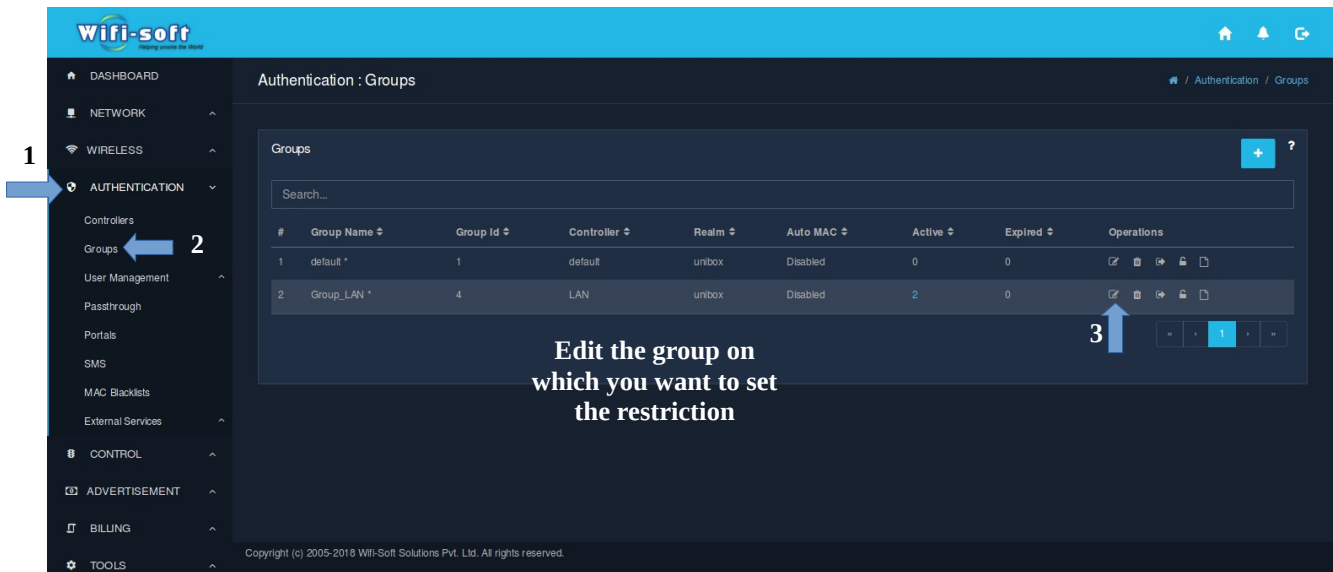 Wifi-soft
Helping unwire the World
DASHBOARD
Authentication : Groups
/ Authentication / Groups
NETWORK
1
WIRELESS
Groups
+
?
AUTHENTICATION
Search...
Controllers
# Group Name Group Id Controller Realm Auto MAC Active Expired Operations
Groups
2
1 default * 1 default unibox Disabled 0 0
User Management
2 Group_LAN * 4 LAN unibox Disabled 2 0
Passthrough
3
« ‹ 1 › »
Portals
Edit the group on
which you want to set
the restriction
SMS
MAC Blacklists
External Services
CONTROL
ADVERTISEMENT
BILLING
Copyright (c) 2005-2018 Wifi-Soft Solutions Pvt. Ltd. All rights reserved.
TOOLS